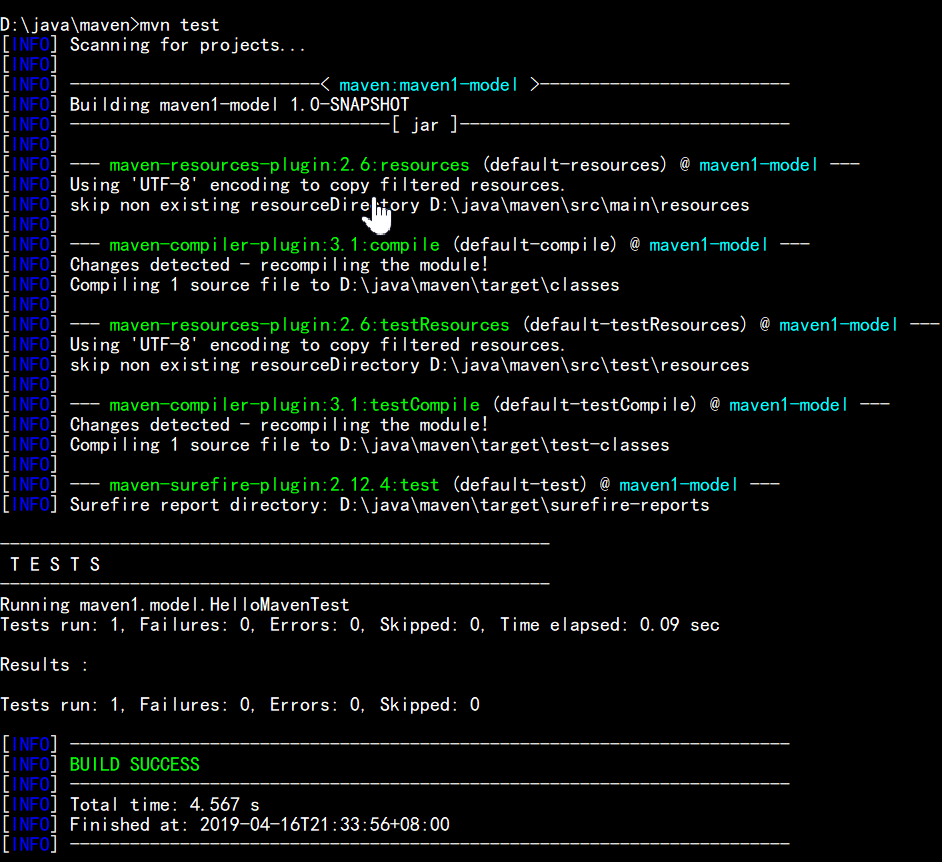 D:\java\maven>mvn test
[INFO] Scanning for projects...
[INFO]
[INFO] -------------------------< maven:maven1-model >-------------------------
[INFO] Building maven1-model 1.0-SNAPSHOT
[INFO] --------------------------------[ jar ]---------------------------------
[INFO]
[INFO] --- maven-resources-plugin:2.6:resources (default-resources) @ maven1-model ---
[INFO] Using 'UTF-8' encoding to copy filtered resources.
[INFO] skip non existing resourceDirectory D:\java\maven\src\main\resources
[INFO]
[INFO] --- maven-compiler-plugin:3.1:compile (default-compile) @ maven1-model ---
[INFO] Changes detected - recompiling the module!
[INFO] Compiling 1 source file to D:\java\maven\target\classes
[INFO]
[INFO] --- maven-resources-plugin:2.6:testResources (default-testResources) @ maven1-model ---
[INFO] Using 'UTF-8' encoding to copy filtered resources.
[INFO] skip non existing resourceDirectory D:\java\maven\src\test\resources
[INFO]
[INFO] --- maven-compiler-plugin:3.1:testCompile (default-testCompile) @ maven1-model ---
[INFO] Changes detected - recompiling the module!
[INFO] Compiling 1 source file to D:\java\maven\target\test-classes
[INFO]
[INFO] --- maven-surefire-plugin:2.12.4:test (default-test) @ maven1-model ---
[INFO] Surefire report directory: D:\java\maven\target\surefire-reports
-------------------------------------------------------
T E S T S
-------------------------------------------------------
Running maven1.model.HelloMavenTest
Tests run: 1, Failures: 0, Errors: 0, Skipped: 0, Time elapsed: 0.09 sec
Results :
Tests run: 1, Failures: 0, Errors: 0, Skipped: 0
[INFO] ------------------------------------------------------------------------
[INFO] BUILD SUCCESS
[INFO] ------------------------------------------------------------------------
[INFO] Total time: 4.567 s
[INFO] Finished at: 2019-04-16T21:33:56+08:00
[INFO] ------------------------------------------------------------------------